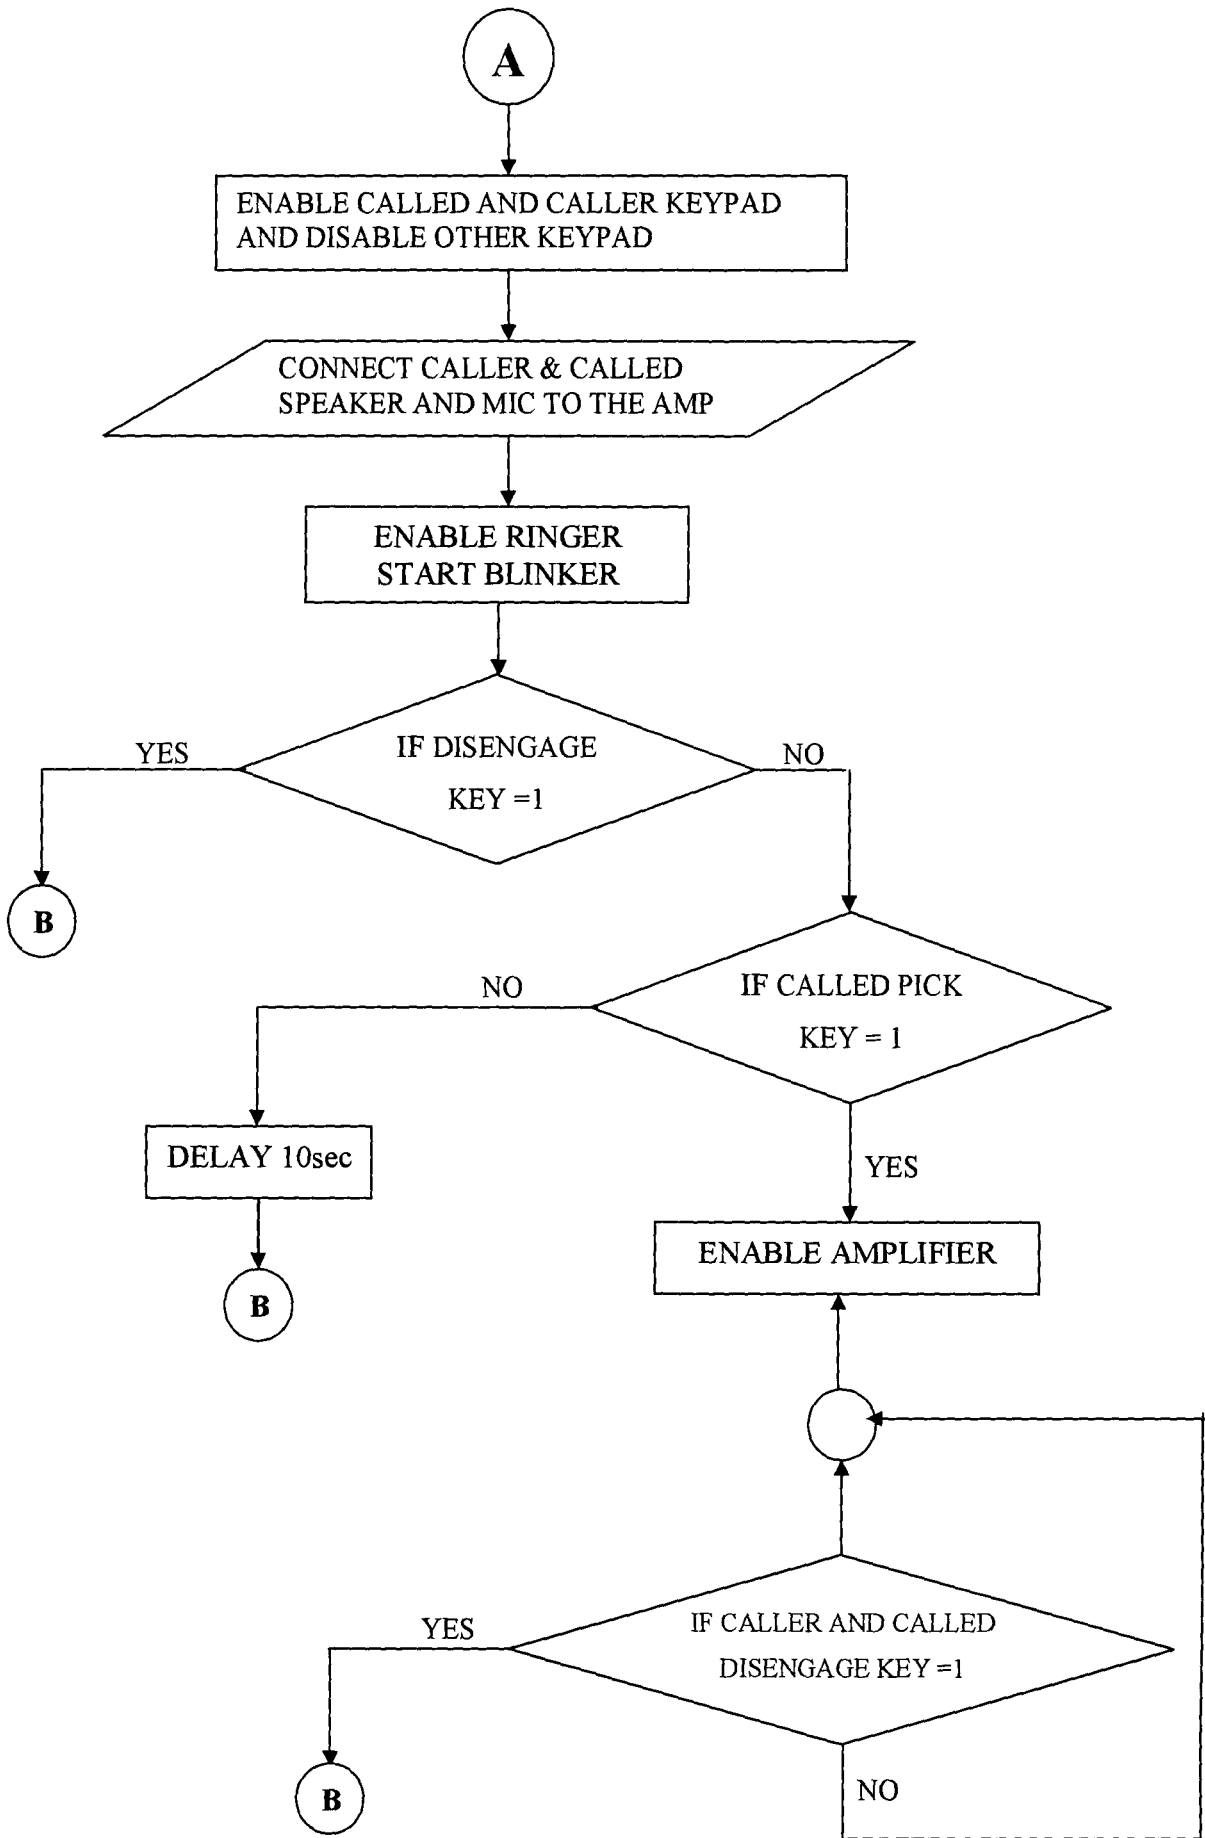 A
ENABLE CALLED AND CALLER KEYPAD
AND DISABLE OTHER KEYPAD
CONNECT CALLER & CALLED
SPEAKER AND MIC TO THE AMP
ENABLE RINGER
START BLINKER
IF DISENGAGE
KEY =1
YES
NO
B
IF CALLED PICK
KEY = 1
NO
DELAY 10sec
YES
B
ENABLE AMPLIFIER
IF CALLER AND CALLED
DISENGAGE KEY =1
YES
B
NO